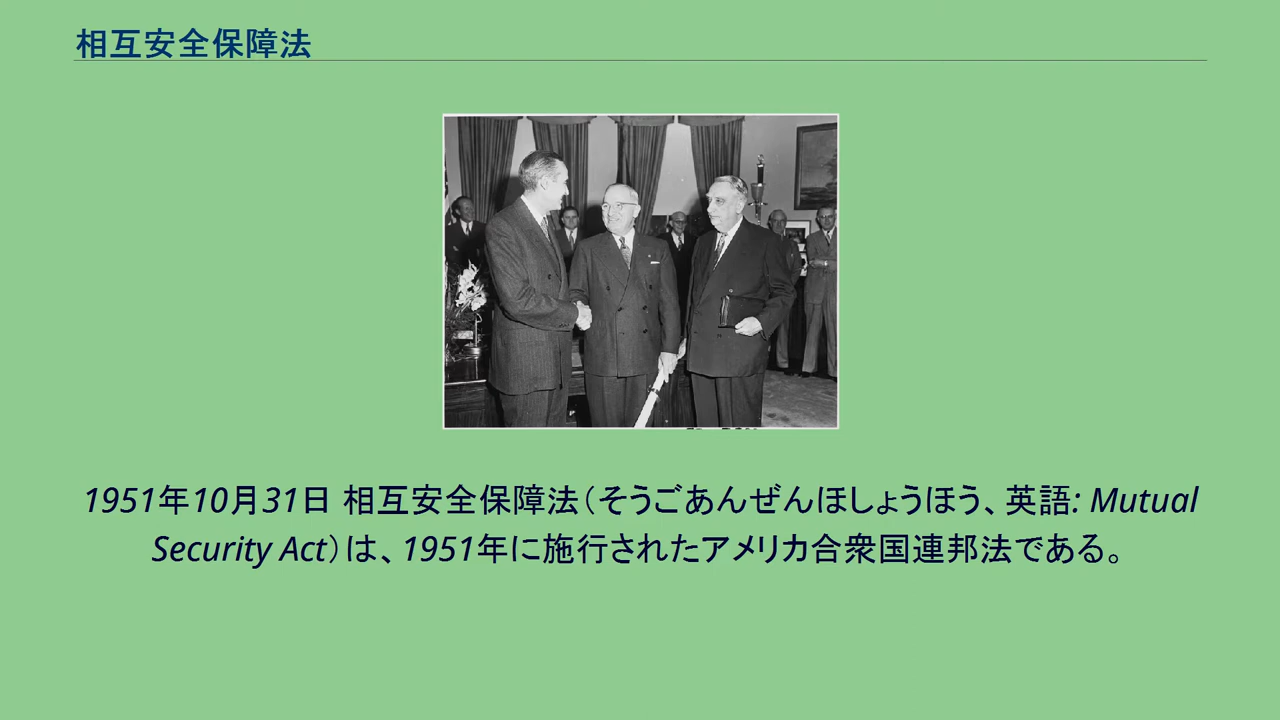 相互安全保障法
1951年10月31日 相互安全保障法（そうごあんぜんほしょうほう、英語: Mutual
Security Act）は、1951年に施行されたアメリカ合衆国連邦法である。